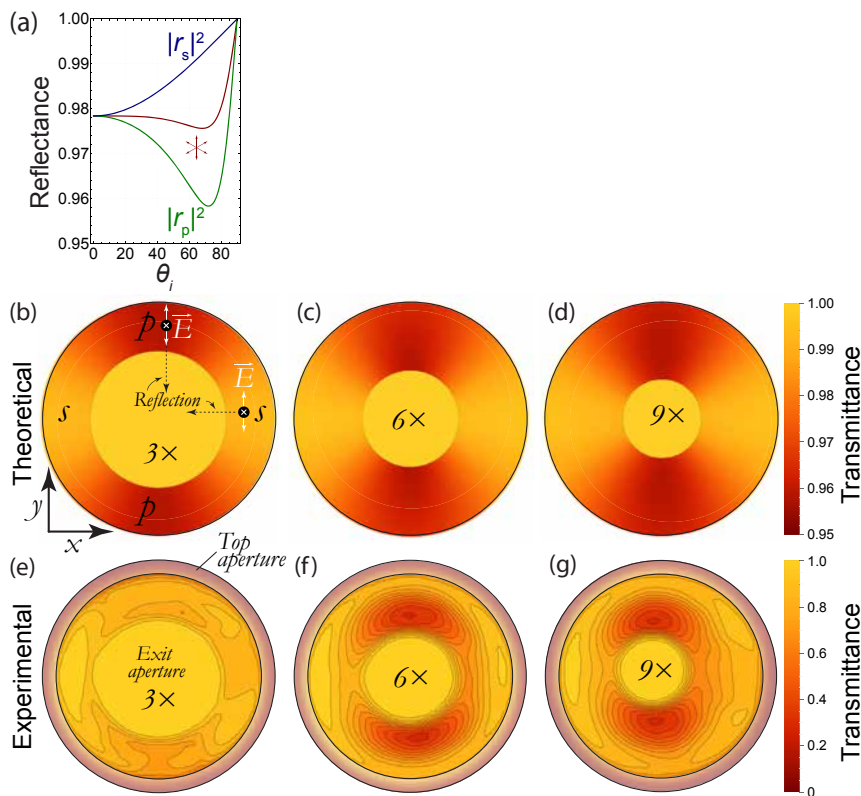 (a)
1.00
0.99
0.98
0.97
0.96
0.95
Reflectance
|r_s|^2
|r_p|^2
0 20 40 60 80
θ_i
(b)
(c)
(d)
Theoretical
p
E
E
s
s
Reflection
3×
p
y
x
6×
9×
1.00
0.99
0.98
0.97
0.96
0.95
Transmittance
(e)
Top
aperture
(f)
(g)
Experimental
Exit
aperture
3×
6×
9×
1.0
0.8
0.6
0.4
0.2
0
Transmittance